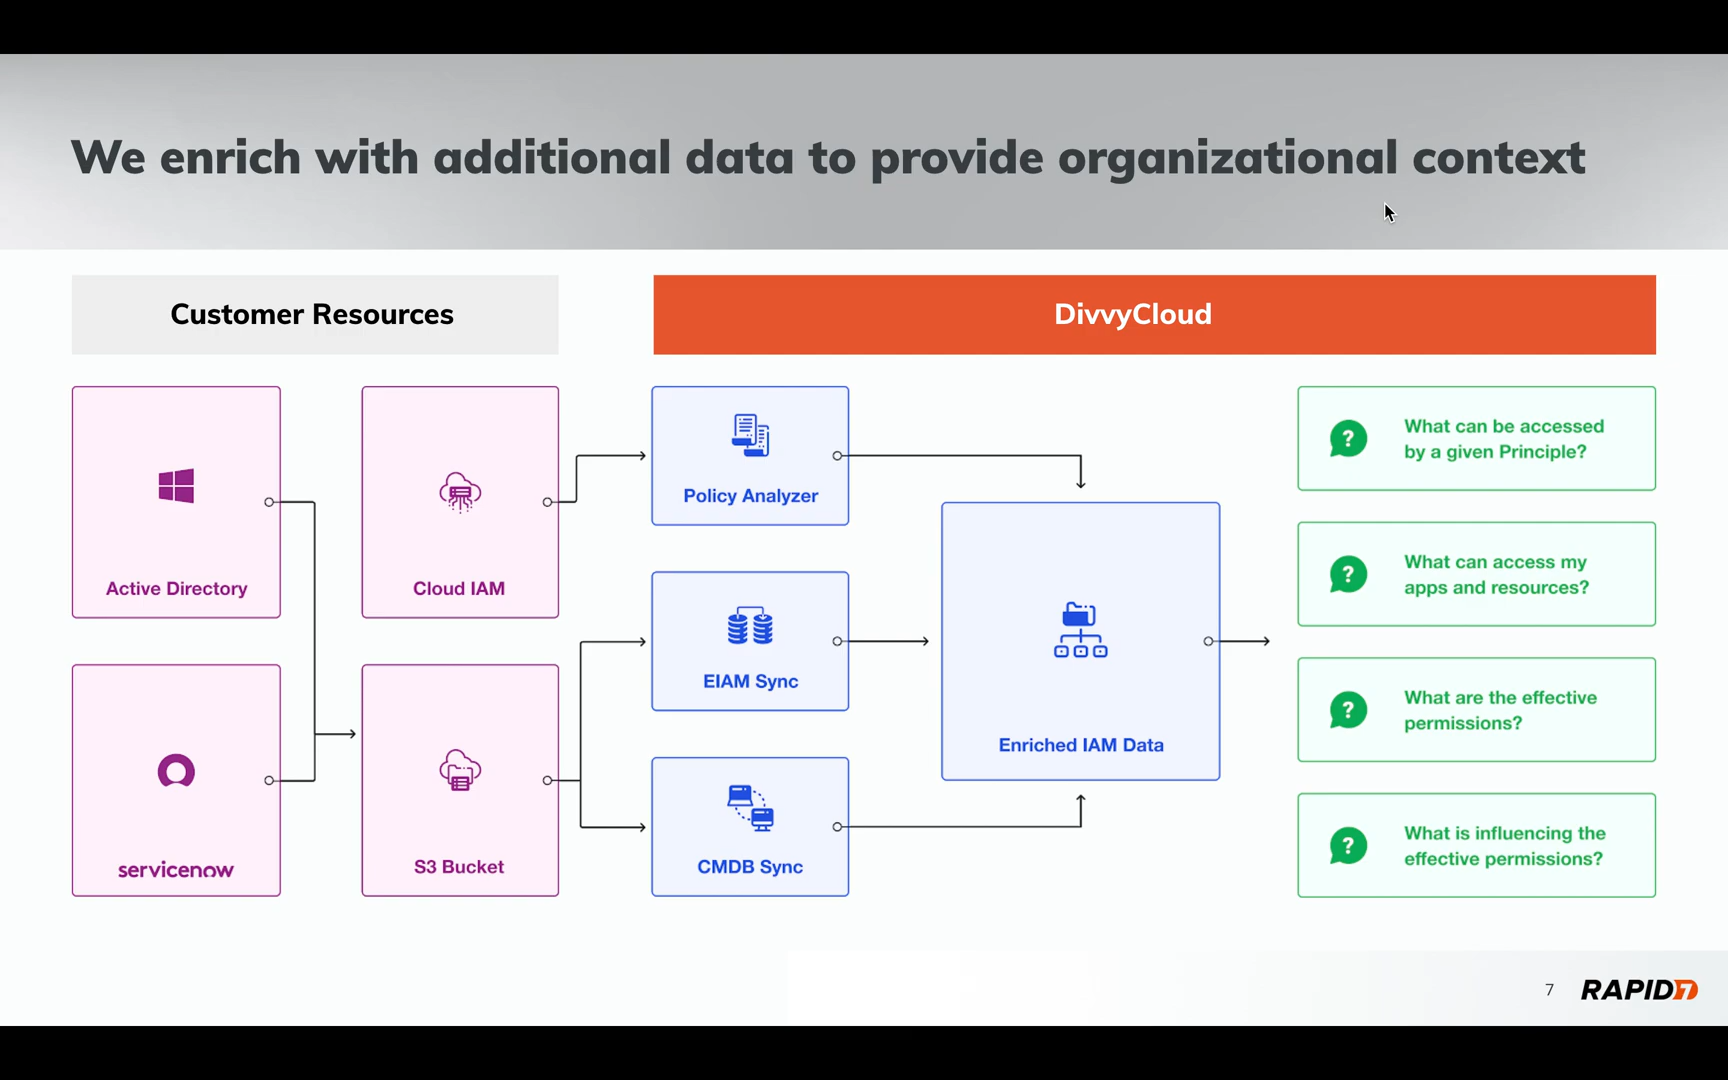 We enrich with additional data to provide organizational context
Customer Resources
DivvyCloud
Active Directory
Cloud IAM
servicenow
S3 Bucket
Policy Analyzer
EIAM Sync
CMDB Sync
Enriched IAM Data
?
What can be accessed
by a given Principle?
?
What can access my
apps and resources?
?
What are the effective
permissions?
?
What is influencing the
effective permissions?
7
RAPID7